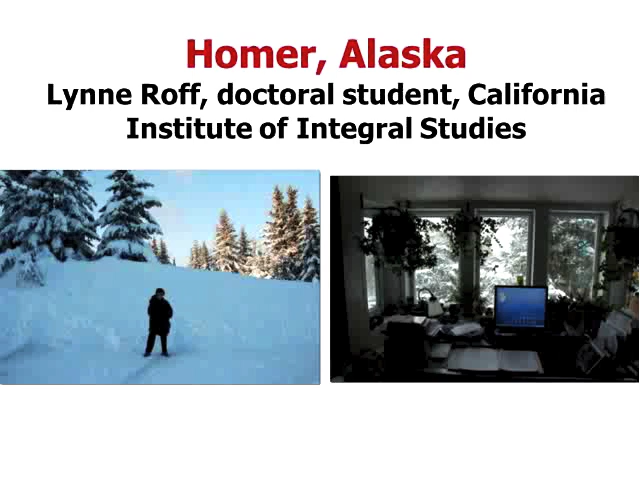 Homer, Alaska
Lynne Roff, doctoral student, California
Institute of Integral Studies